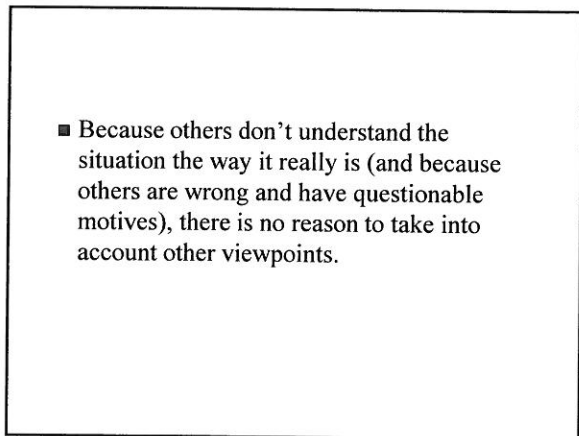 ■ Because others don't understand the
situation the way it really is (and because
others are wrong and have questionable
motives), there is no reason to take into
account other viewpoints.